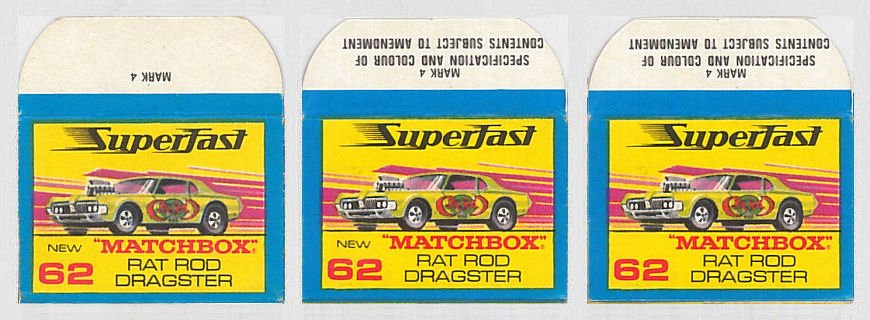 MARK 4
SuperFast
NEW "MATCHBOX"®
62 RAT ROD
DRAGSTER
SPECIFICATION AND COLOUR OF
CONTENTS SUBJECT TO AMENDMENT
MARK 4
SuperFast
NEW "MATCHBOX"®
62 RAT ROD
DRAGSTER
SPECIFICATION AND COLOUR OF
CONTENTS SUBJECT TO AMENDMENT
MARK 4
SuperFast
"MATCHBOX"®
62 RAT ROD
DRAGSTER